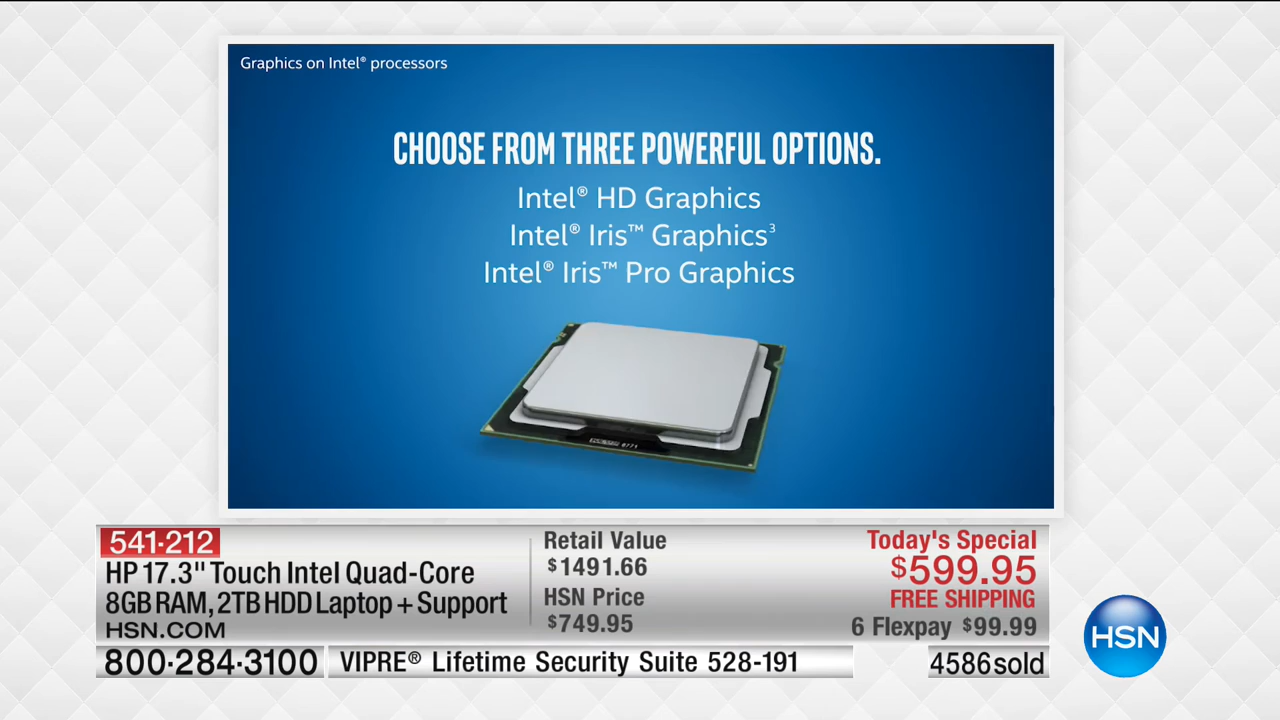 Graphics on Intel® processors
CHOOSE FROM THREE POWERFUL OPTIONS.
Intel® HD Graphics
Intel® Iris™ Graphics³
Intel® Iris™ Pro Graphics
541-212
HP 17.3" Touch Intel Quad-Core
8GB RAM, 2TB HDD Laptop + Support
HSN.COM
Retail Value
$1491.66
HSN Price
$749.95
Today's Special
$599.95
FREE SHIPPING
6 Flexpay $99.99
HSN
800·284·3100
VIPRE® Lifetime Security Suite 528-191
4586 sold